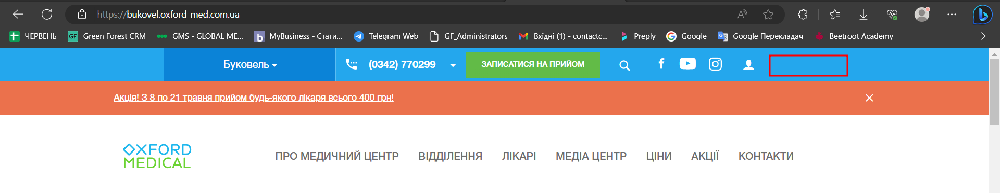 https://bukovel.oxford-med.com.ua
ЧЕРВЕНЬ GF Green Forest CRM GMS - GLOBAL ME... b MyBusiness - Стати... Telegram Web GF_Administrators Вхідні (1) - contactc... Preply Google Google Перекладач Beetroot Academy
Буковель (0342) 770299 ЗАПИСАТИСЯ НА ПРИЙОМ
Акція! З 8 по 21 травня прийом будь-якого лікаря всього 400 грн!
OXFORD
MEDICAL
ПРО МЕДИЧНИЙ ЦЕНТР ВІДДІЛЕННЯ ЛІКАРІ МЕДІА ЦЕНТР ЦІНИ АКЦІЇ КОНТАКТИ